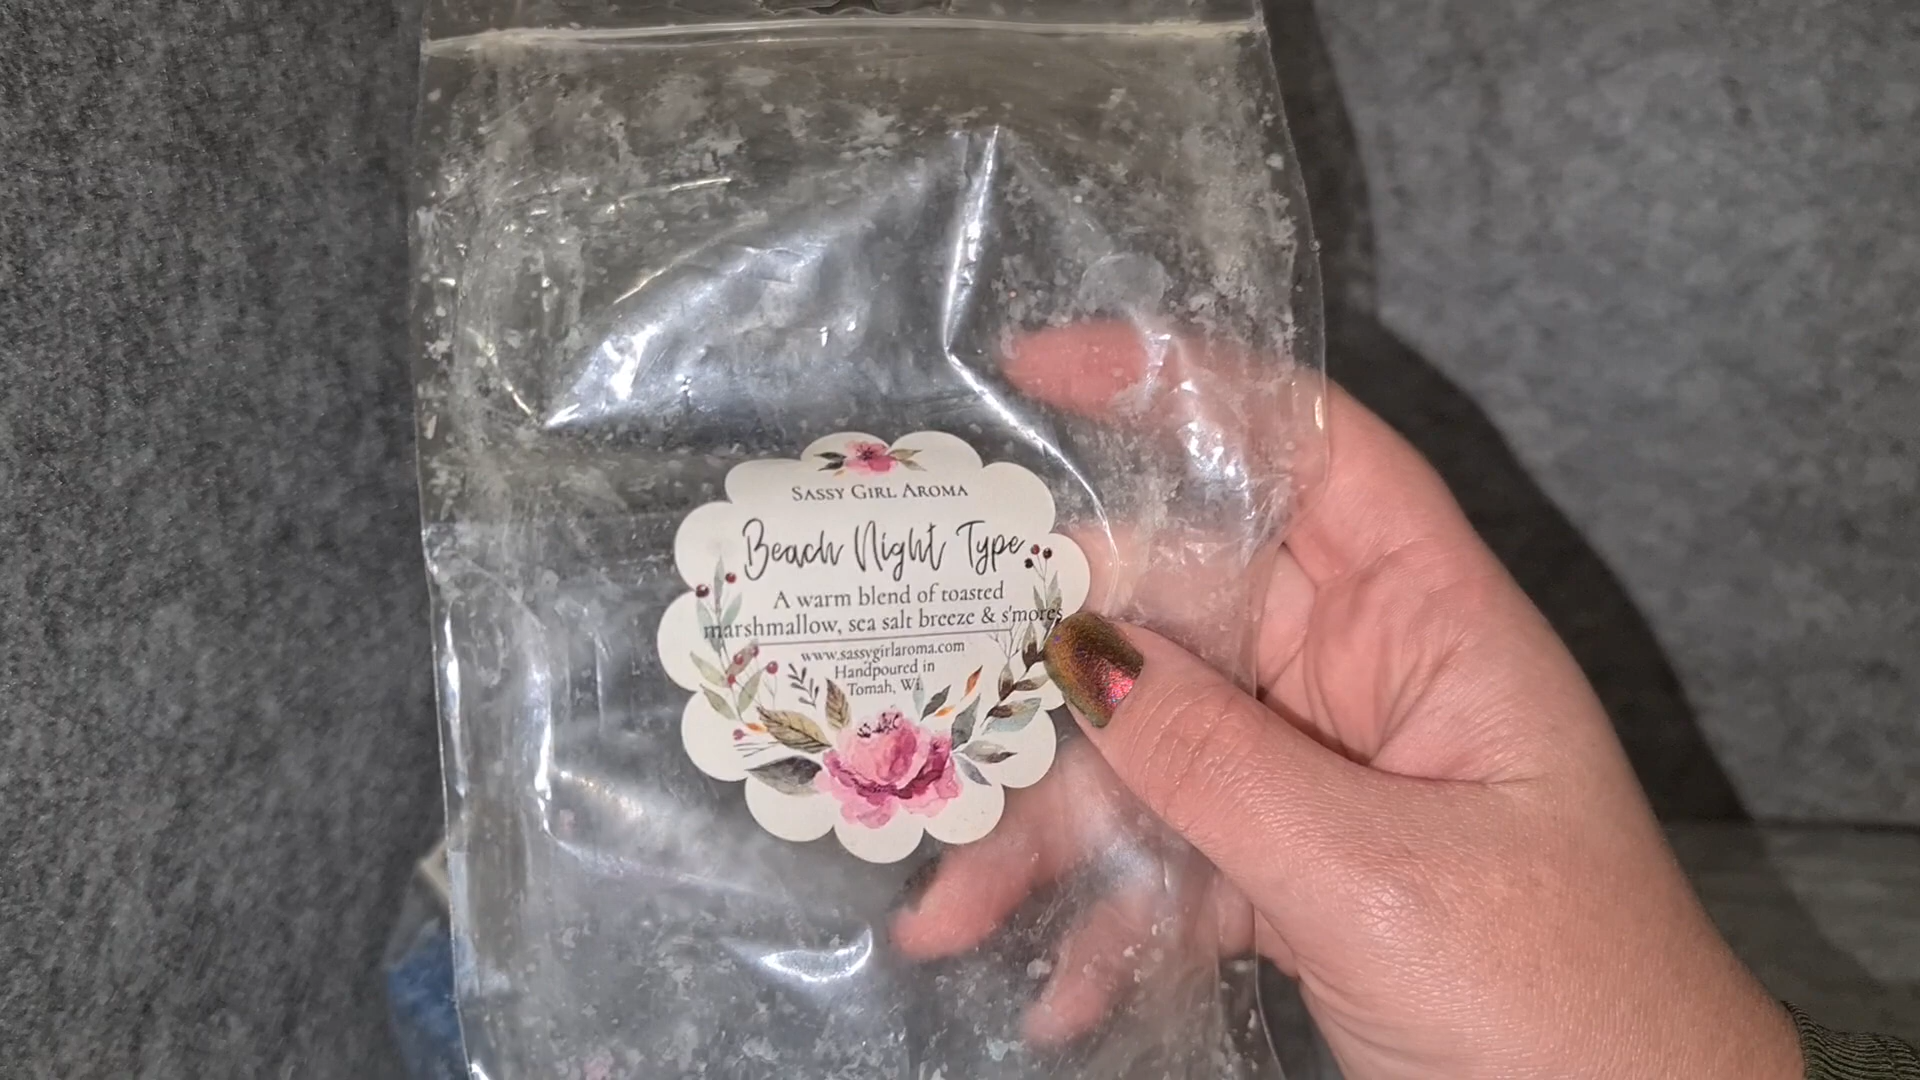 SASSY GIRL AROMA
Beach Night Type
A warm blend of toasted
marshmallow, sea salt breeze & s'mores
www.sassygirlaroma.com
Handpoured in
Tomah, Wi.